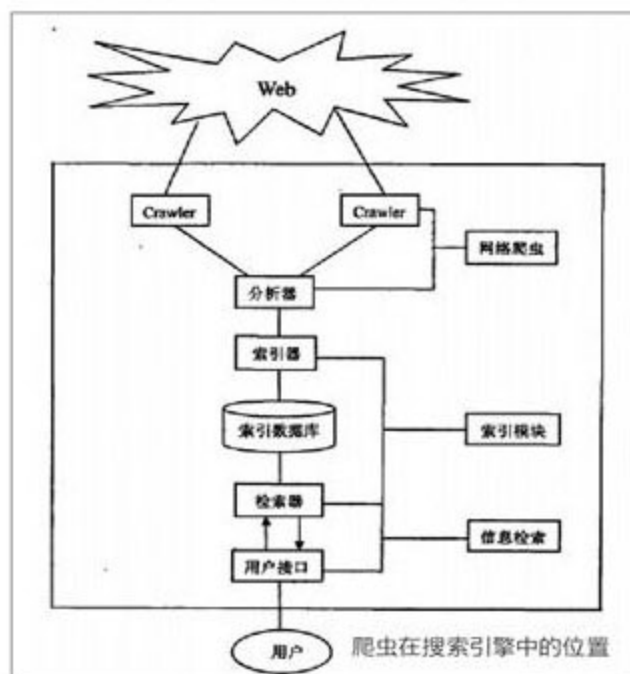 Web
Crawler
Crawler
网络爬虫
分析器
索引器
索引数据库
索引模块
检索器
信息检索
用户接口
用户
爬虫在搜索引擎中的位置